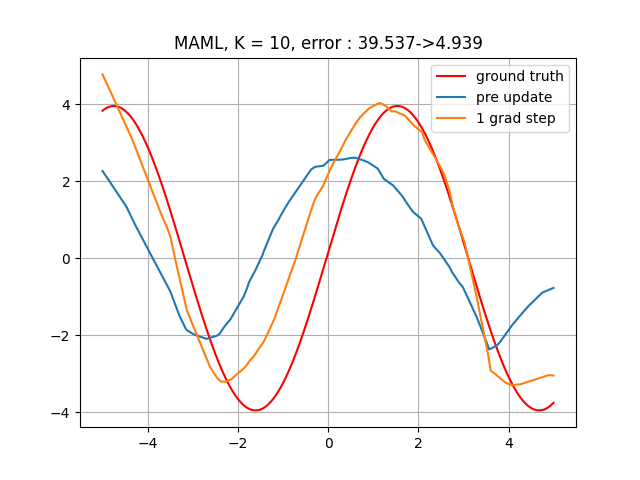 MAML, K = 10, error : 39.537->4.939
ground truth
pre update
1 grad step
4
2
0
−2
−4
−4
−2
0
2
4